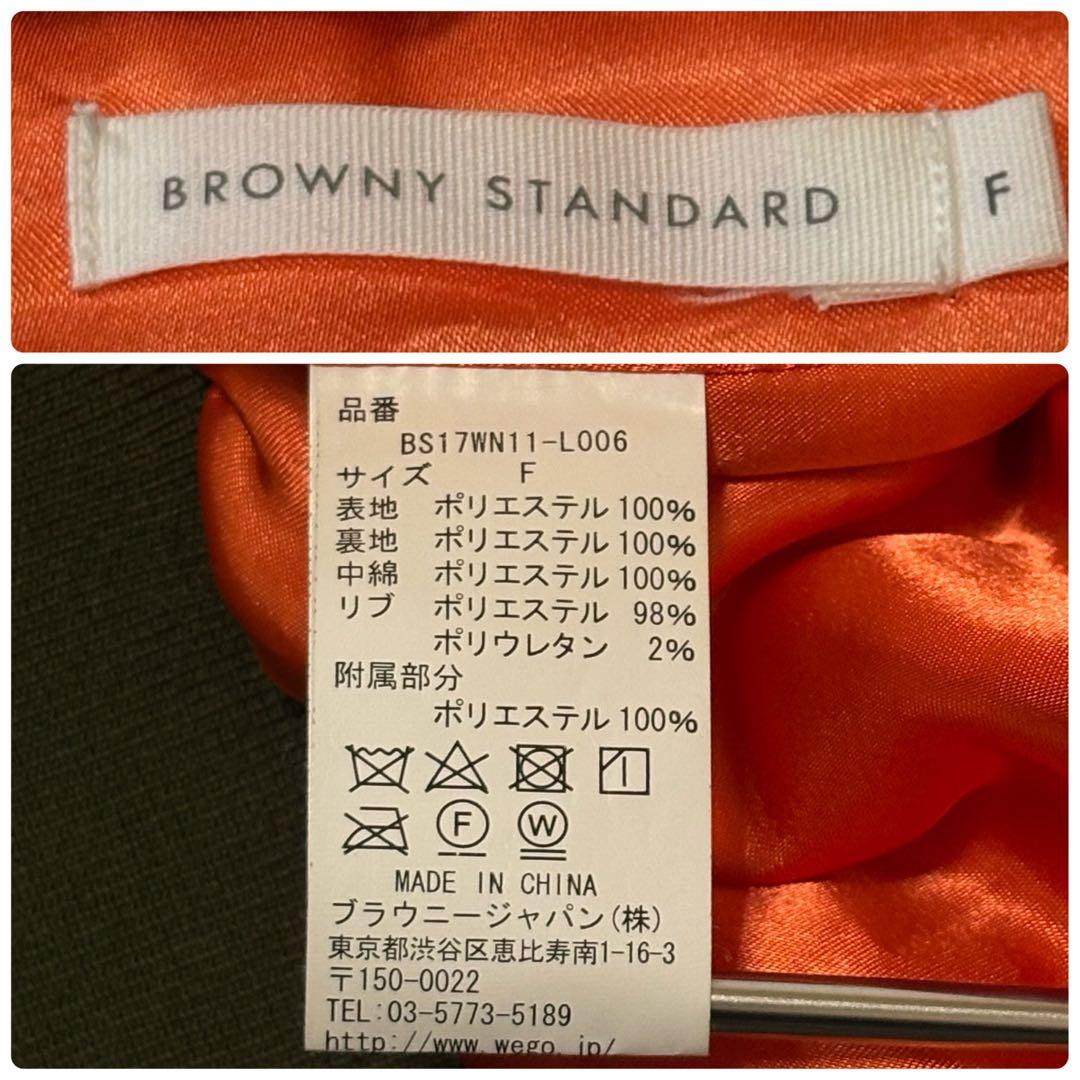 BROWNY STANDARD F
品番
BS17WN11-L006
サイズ F
表地 ポリエステル 100%
裏地 ポリエステル 100%
中綿 ポリエステル 100%
リブ ポリエステル 98%
ポリウレタン 2%
附属部分
ポリエステル 100%
F W
MADE IN CHINA
ブラウニージャパン(株)
東京都渋谷区恵比寿南1-16-3
〒150-0022
TEL:03-5773-5189
http://www.wego.jp/